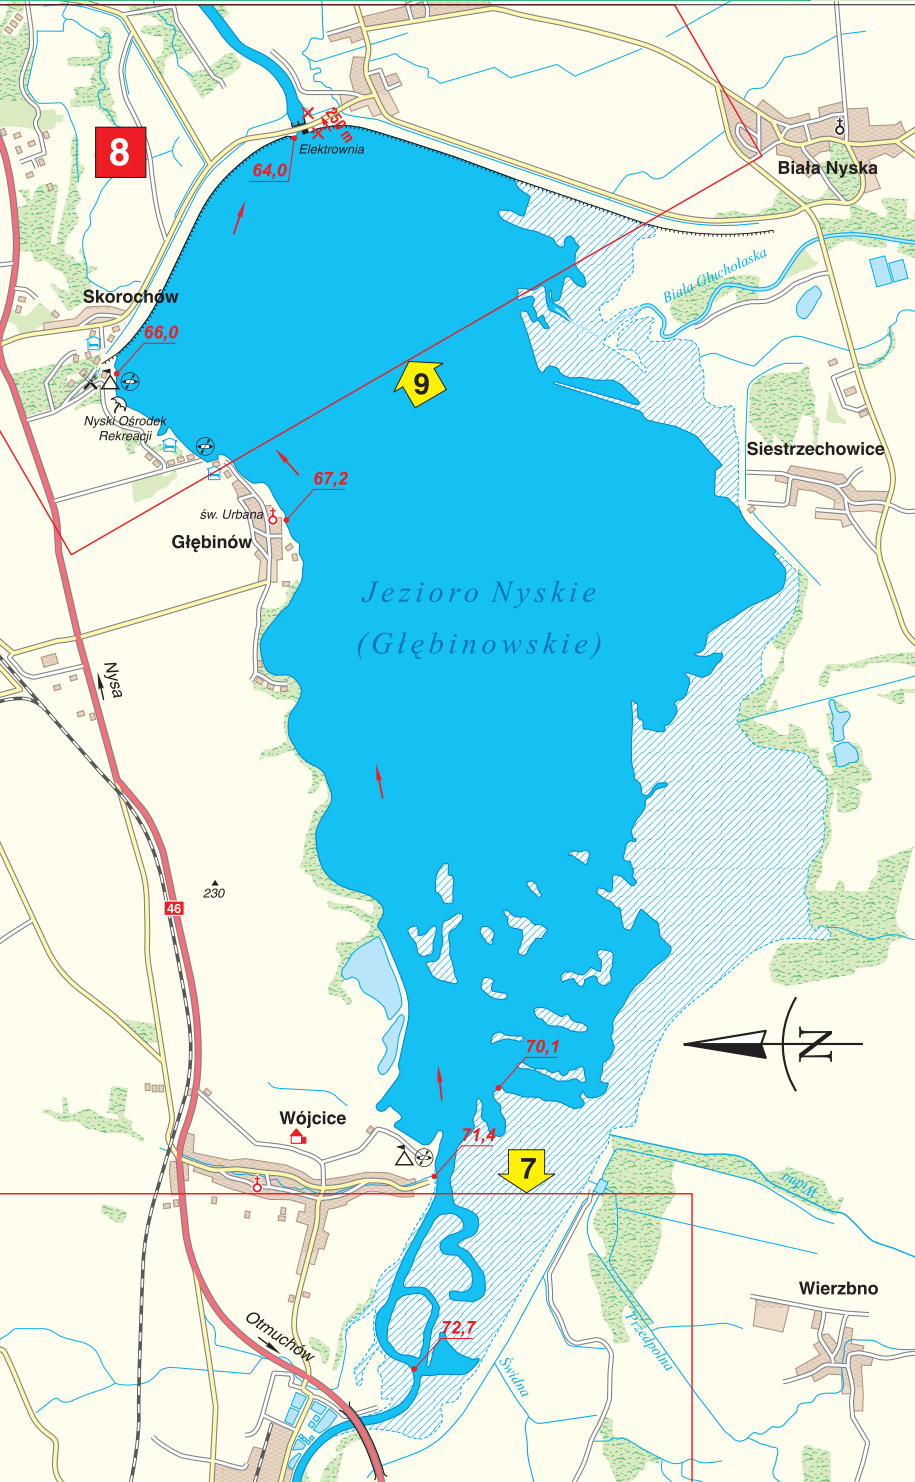 8
250 m
Elektrownia
64,0
Biała Nyska
Biała Głuchołaska
Skorochów
66,0
9
Nyski Ośrodek
Rekreacji
67,2
Siestrzechowice
św. Urbana
Głębinów
Jezioro Nyskie
(Głębinowskie)
Nysa
230
46
N
70,1
Wójcice
71,4
7
Widna
Wierzbno
Otmuchów
72,7
Przedpolna
Świdna